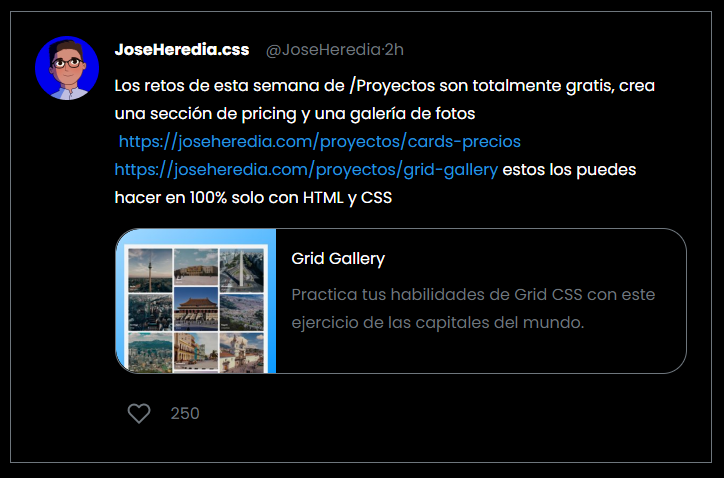 JoseHeredia.css @JoseHeredia·2h
Los retos de esta semana de /Proyectos son totalmente gratis, crea
una sección de pricing y una galería de fotos
https://joseheredia.com/proyectos/cards-precios
https://joseheredia.com/proyectos/grid-gallery estos los puedes
hacer en 100% solo con HTML y CSS
Grid Gallery
Practica tus habilidades de Grid CSS con este
ejercicio de las capitales del mundo.
250